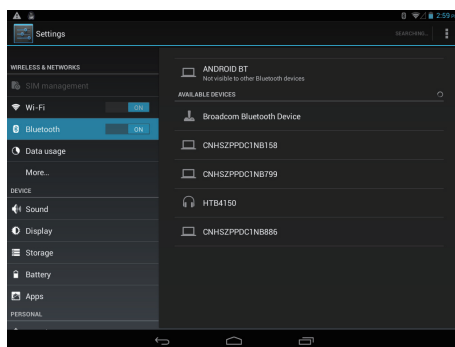 2:59
Settings
SEARCHING...
WIRELESS & NETWORKS
SIM management
Wi-Fi
ON
Bluetooth
ON
Data usage
More...
DEVICE
Sound
Display
Storage
Battery
Apps
PERSONAL
ANDROID BT
Not visible to other Bluetooth devices
AVAILABLE DEVICES
Broadcom Bluetooth Device
CNHSZPPDC1NB158
CNHSZPPDC1NB799
HTB4150
CNHSZPPDC1NB886